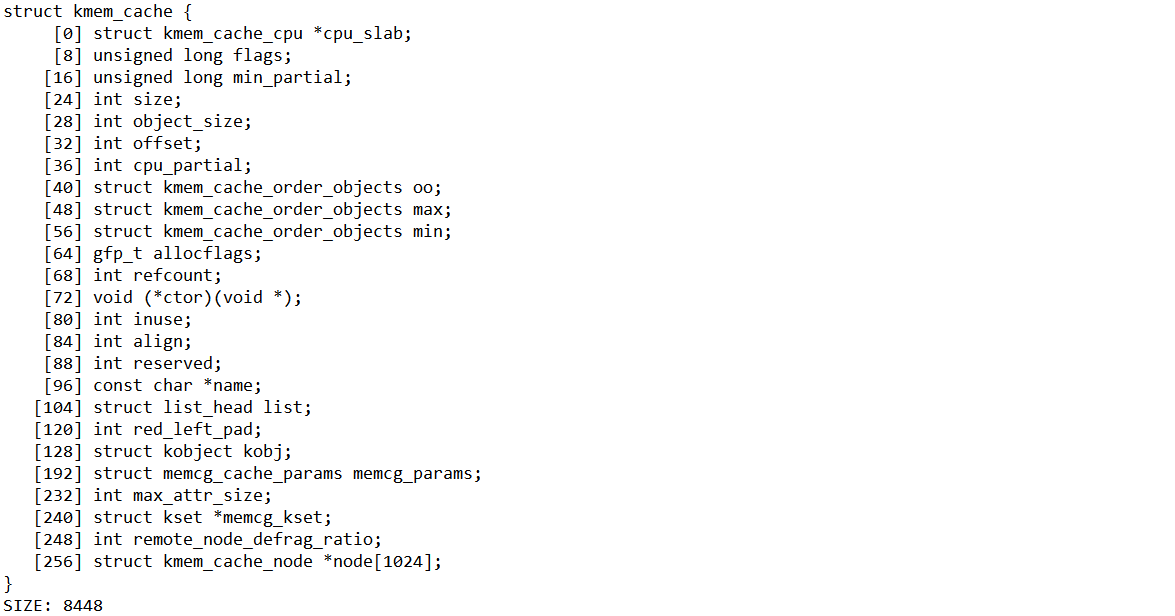 struct kmem_cache {
     [0] struct kmem_cache_cpu *cpu_slab;
     [8] unsigned long flags;
    [16] unsigned long min_partial;
    [24] int size;
    [28] int object_size;
    [32] int offset;
    [36] int cpu_partial;
    [40] struct kmem_cache_order_objects oo;
    [48] struct kmem_cache_order_objects max;
    [56] struct kmem_cache_order_objects min;
    [64] gfp_t allocflags;
    [68] int refcount;
    [72] void (*ctor)(void *);
    [80] int inuse;
    [84] int align;
    [88] int reserved;
    [96] const char *name;
   [104] struct list_head list;
   [120] int red_left_pad;
   [128] struct kobject kobj;
   [192] struct memcg_cache_params memcg_params;
   [232] int max_attr_size;
   [240] struct kset *memcg_kset;
   [248] int remote_node_defrag_ratio;
   [256] struct kmem_cache_node *node[1024];
}
SIZE: 8448